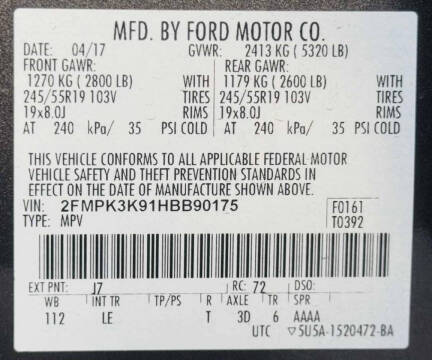 MFD. BY FORD MOTOR CO.
DATE: 04/17 GVWR: 2413 KG ( 5320 LB)
FRONT GAWR: REAR GAWR:
1270 KG ( 2800 LB) WITH 1179 KG ( 2600 LB) WITH
245/55R19 103V TIRES 245/55R19 103V TIRES
19x8.0J RIMS 19x8.0J RIMS
AT 240 kPa/ 35 PSI COLD AT 240 kPa/ 35 PSI COLD
THIS VEHICLE CONFORMS TO ALL APPLICABLE FEDERAL MOTOR
VEHICLE SAFETY AND THEFT PREVENTION STANDARDS IN
EFFECT ON THE DATE OF MANUFACTURE SHOWN ABOVE.
VIN: 2FMPK3K91HBB90175 F0161
TYPE: MPV T0392
EXT PNT: J7 RC: 72 DSO:
WB INT TR TP/PS R AXLE TR SPR
112 LE T 3D 6 AAAA
UTC ▽5U5A-1520472-BA